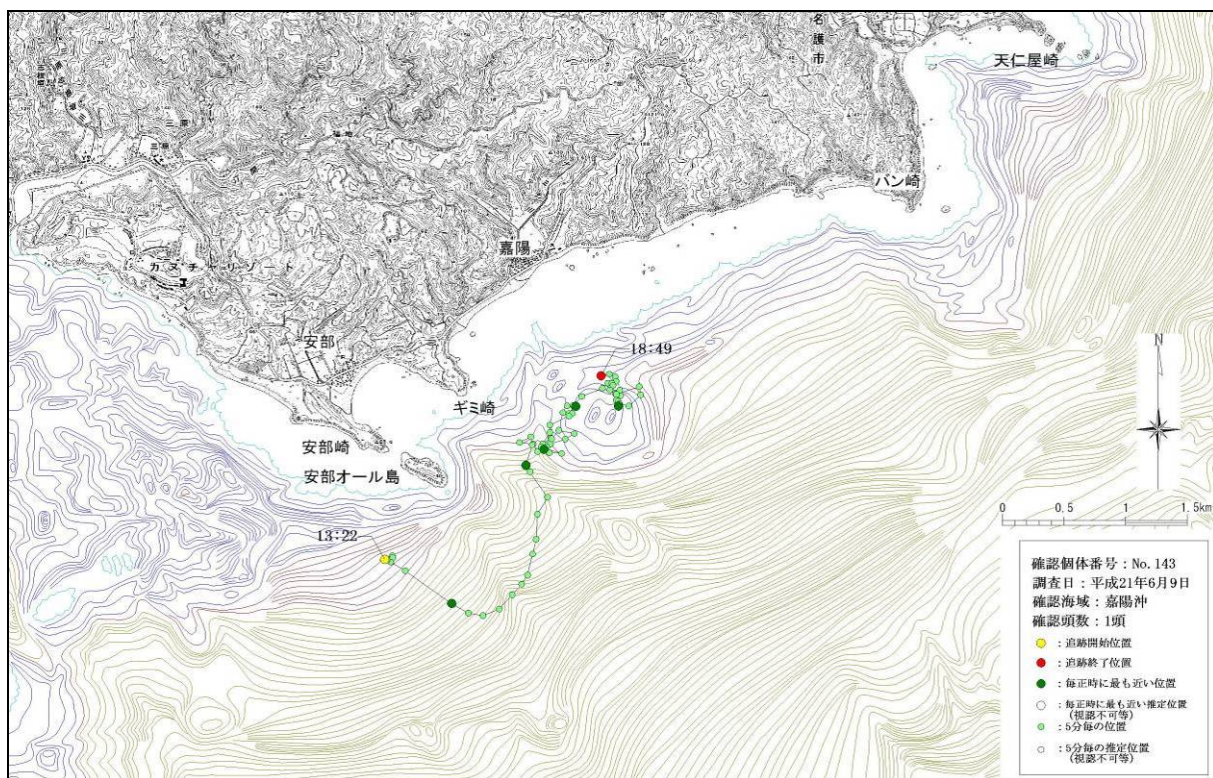 名護市
天仁屋崎
バン崎
嘉陽
カヌチャーリゾート
安部
18:49
ギミ崎
安部崎
安部オール島
13:22
N
0 0.5 1 1.5km
確認個体番号：No.143
調査日：平成21年6月9日
確認海域：嘉陽沖
確認頭数：1頭
：追跡開始位置
：追跡終了位置
：毎正時に最も近い位置
：毎正時に最も近い推定位置
(視認不可等)
：5分毎の位置
：5分毎の推定位置
(視認不可等)